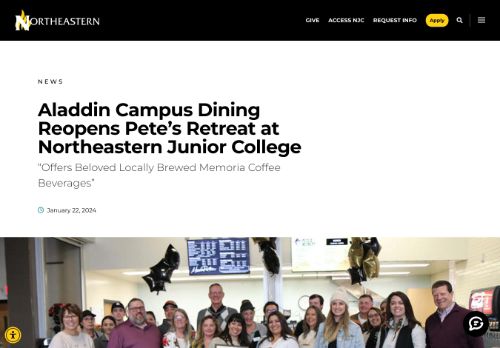 NORTHEASTERN
GIVE
ACCESS NJC
REQUEST INFO
Apply
NEWS
Aladdin Campus Dining
Reopens Pete's Retreat at
Northeastern Junior College
"Offers Beloved Locally Brewed Memoria Coffee
Beverages"
January 22, 2024